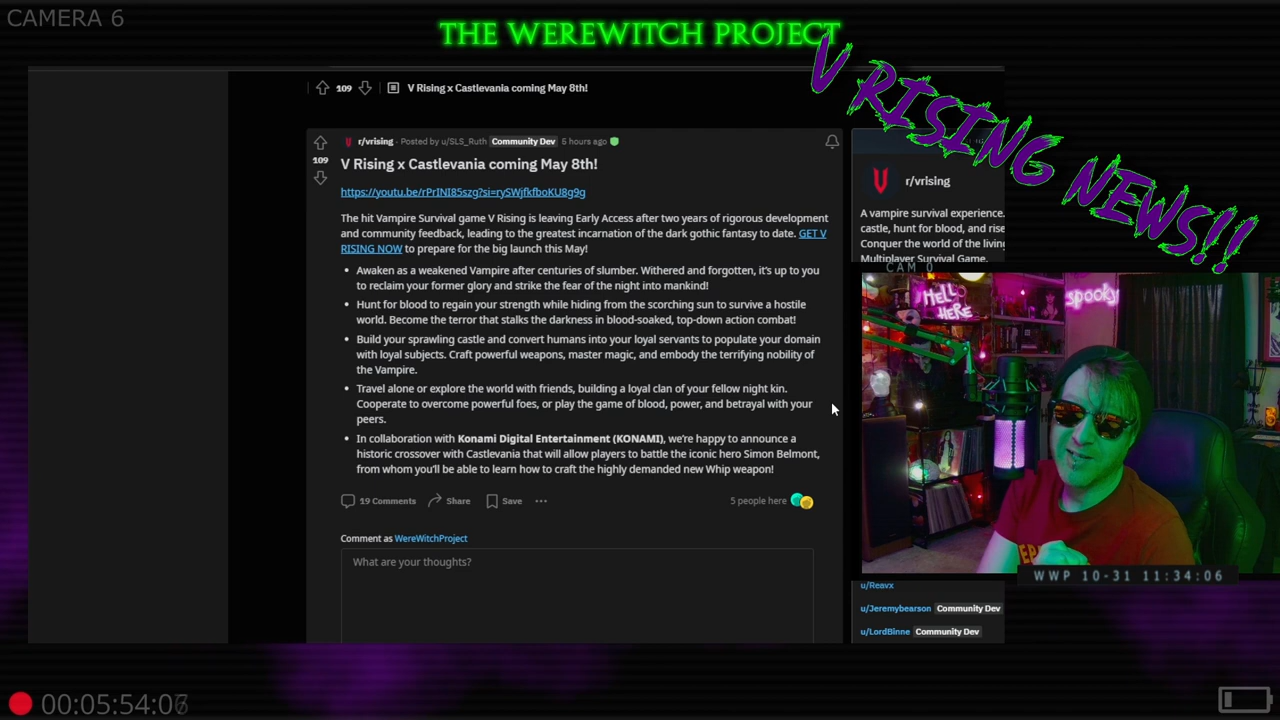 CAMERA 6
THE WEREWITCH PROJECT
V RISING NEWS!!
109
V Rising x Castlevania coming May 8th!
r/vrising · Posted by u/SLS_Ruth Community Dev 5 hours ago
109
V Rising x Castlevania coming May 8th!
https://youtu.be/rPrINI85szg?si=rySWjfkfboKU8g9g
The hit Vampire Survival game V Rising is leaving Early Access after two years of rigorous development
and community feedback, leading to the greatest incarnation of the dark gothic fantasy to date. GET V
RISING NOW to prepare for the big launch this May!
• Awaken as a weakened Vampire after centuries of slumber. Withered and forgotten, it's up to you
to reclaim your former glory and strike the fear of the night into mankind!
• Hunt for blood to regain your strength while hiding from the scorching sun to survive a hostile
world. Become the terror that stalks the darkness in blood-soaked, top-down action combat!
• Build your sprawling castle and convert humans into your loyal servants to populate your domain
with loyal subjects. Craft powerful weapons, master magic, and embody the terrifying nobility of
the Vampire.
• Travel alone or explore the world with friends, building a loyal clan of your fellow night kin.
Cooperate to overcome powerful foes, or play the game of blood, power, and betrayal with your
peers.
• In collaboration with Konami Digital Entertainment (KONAMI), we're happy to announce a
historic crossover with Castlevania that will allow players to battle the iconic hero Simon Belmont,
from whom you'll be able to learn how to craft the highly demanded new Whip weapon!
19 Comments Share Save
5 people here
Comment as WereWitchProject
What are your thoughts?
r/vrising
A vampire survival experience.
castle, hunt for blood, and rise
Conquer the world of the living
Multiplayer Survival Game.
CAM 0
HELL
HERE
spooky
WWP 10-31 11:34:06
u/Reavx
u/Jeremybearson Community Dev
u/LordBinne Community Dev
00:05:54:0